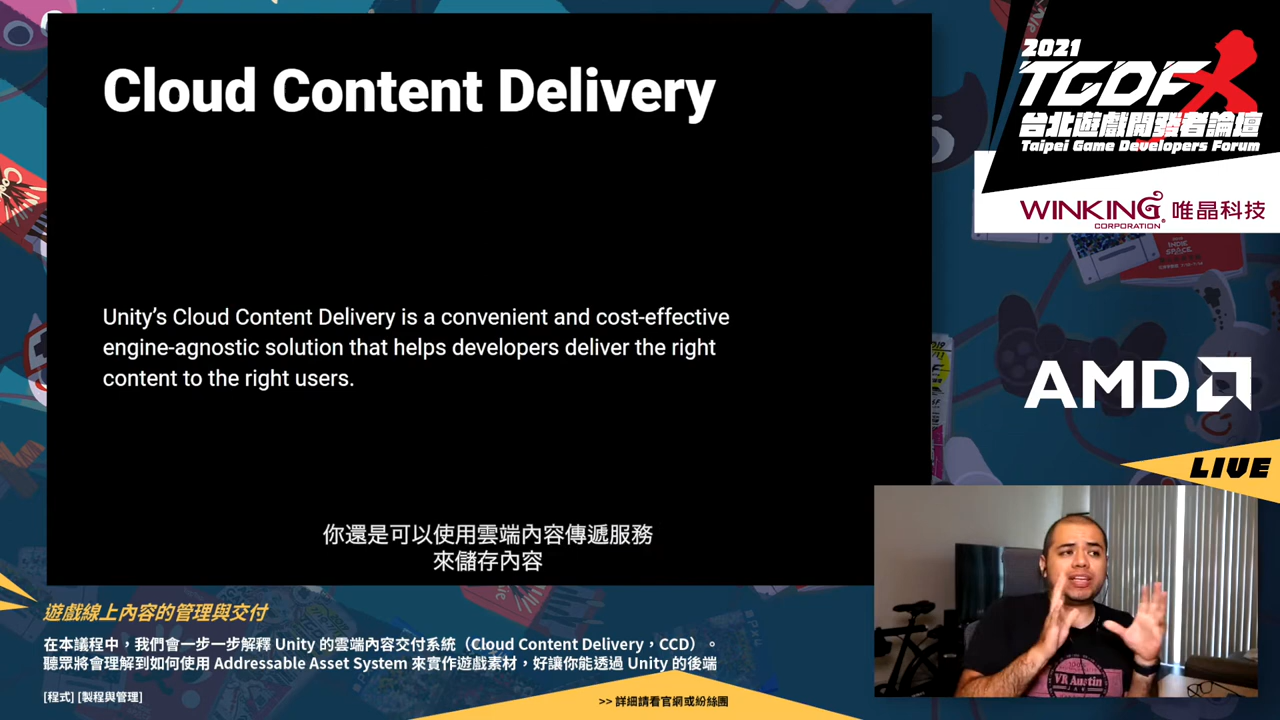 Cloud Content Delivery
Unity’s Cloud Content Delivery is a convenient and cost-effective
engine-agnostic solution that helps developers deliver the right
content to the right users.
你還是可以使用雲端內容傳遞服務
來儲存內容
2021
TGDF
台北遊戲開發者論壇
Taipei Game Developers Forum
WINKING 唯晶科技
CORPORATION
INDIE
SPACE
AMD
LIVE
VR Austin
JAM
遊戲線上內容的管理與交付
在本議程中，我們會一步一步解釋 Unity 的雲端內容交付系統（Cloud Content Delivery，CCD）。
聽眾將會理解到如何使用 Addressable Asset System 來實作遊戲素材，好讓你能透過 Unity 的後端
[程式] [製程與管理]
>> 詳細請看官網或粉絲團